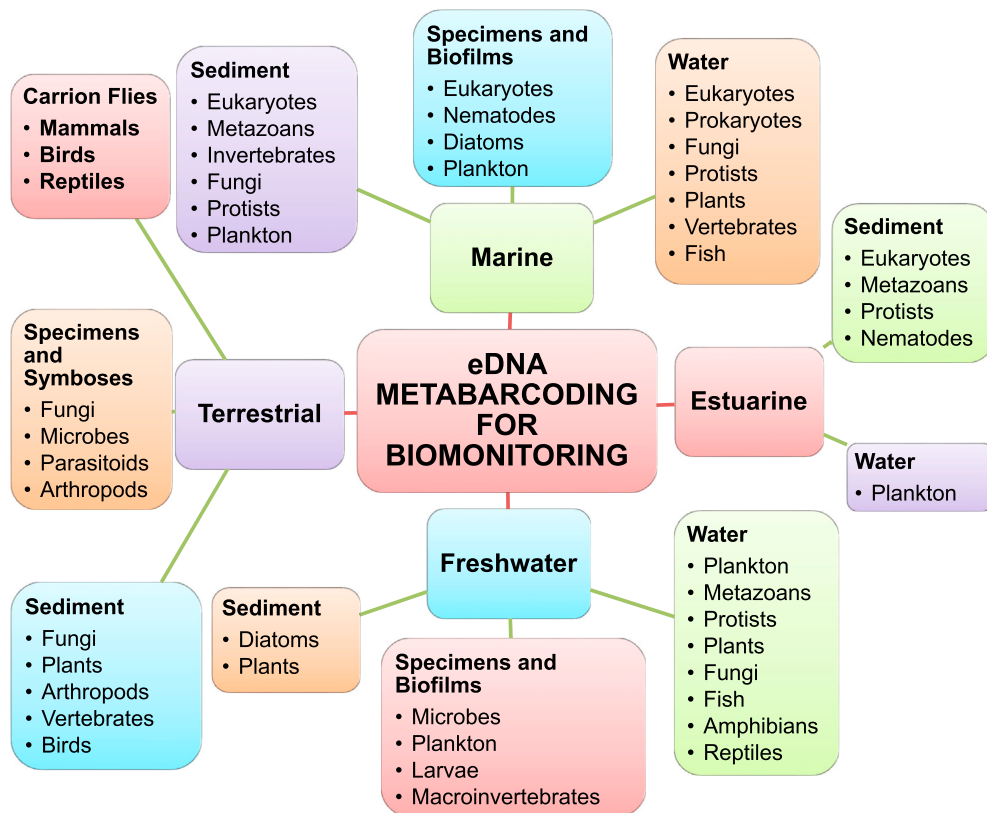 Carrion Flies
• Mammals
• Birds
• Reptiles
Sediment
• Eukaryotes
• Metazoans
• Invertebrates
• Fungi
• Protists
• Plankton
Specimens and
Biofilms
• Eukaryotes
• Nematodes
• Diatoms
• Plankton
Water
• Eukaryotes
• Prokaryotes
• Fungi
• Protists
• Plants
• Vertebrates
• Fish
Marine
Sediment
• Eukaryotes
• Metazoans
• Protists
• Nematodes
Specimens
and
Symboses
• Fungi
• Microbes
• Parasitoids
• Arthropods
Terrestrial
eDNA
METABARCODING
FOR
BIOMONITORING
Estuarine
Water
• Plankton
Freshwater
Sediment
• Fungi
• Plants
• Arthropods
• Vertebrates
• Birds
Sediment
• Diatoms
• Plants
Specimens and
Biofilms
• Microbes
• Plankton
• Larvae
• Macroinvertebrates
Water
• Plankton
• Metazoans
• Protists
• Plants
• Fungi
• Fish
• Amphibians
• Reptiles